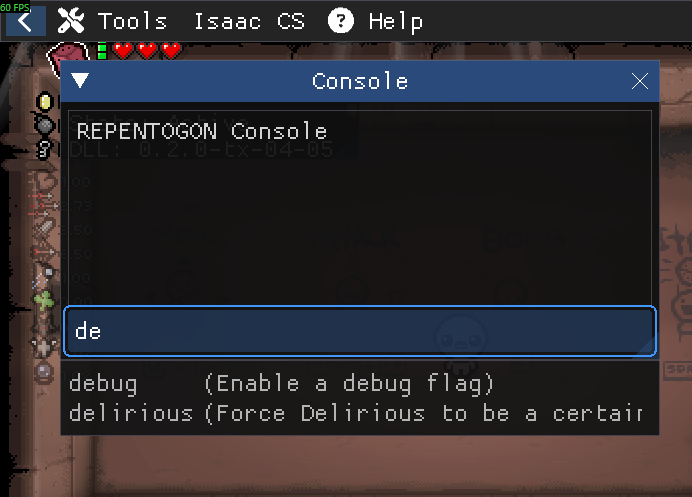 60 FPS
Tools Isaac CS Help
Console
REPENTOGON Console
DLL: 0.2.0-tx-04-05
de
debug (Enable a debug flag)
delirious (Force Delirious to be a certain